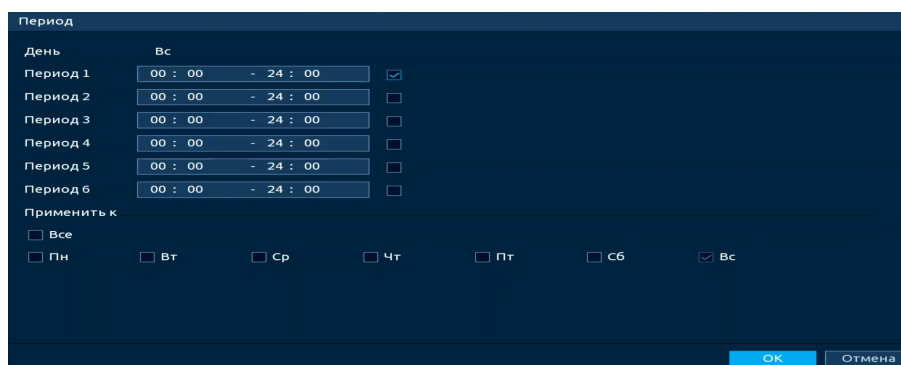 Период
День Вс
Период 1 00 : 00 - 24 : 00
Период 2 00 : 00 - 24 : 00
Период 3 00 : 00 - 24 : 00
Период 4 00 : 00 - 24 : 00
Период 5 00 : 00 - 24 : 00
Период 6 00 : 00 - 24 : 00
Применить к
Все
Пн Вт Ср Чт Пт Сб Вс
OK Отмена